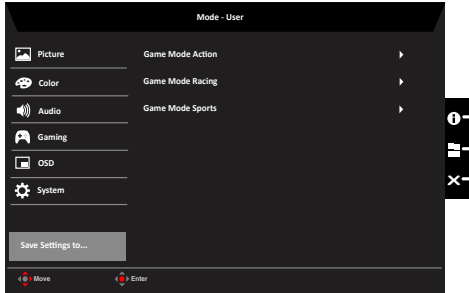 Mode - User
Picture
Game Mode Action
Color
Game Mode Racing
Audio
Game Mode Sports
Gaming
OSD
System
Save Settings to...
Move
Enter